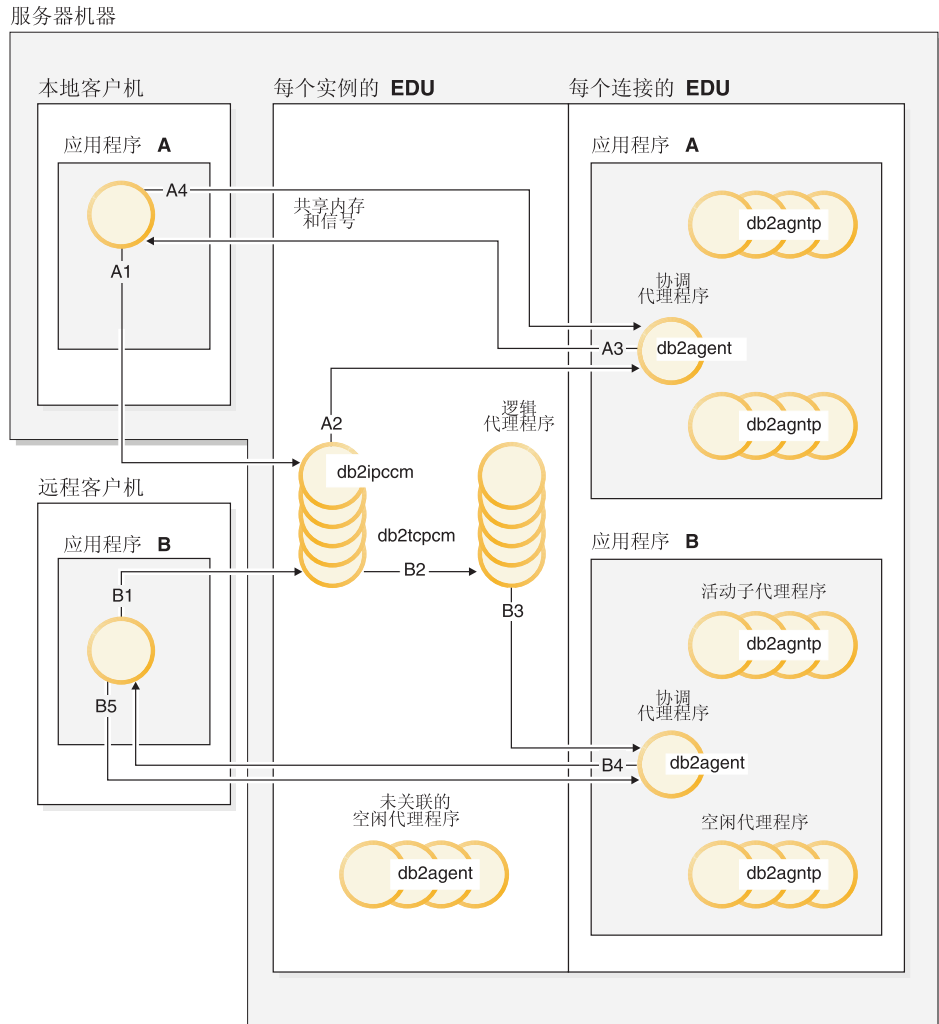 服务器机器
本地客户机
每个实例的 EDU
每个连接的 EDU
应用程序 A
应用程序 A
A4
共享内存
和信号
db2agntp
A1
协调
代理程序
A3
db2agent
A2
逻辑
代理程序
db2agntp
db2ipccm
远程客户机
db2tcpcm
应用程序 B
应用程序 B
B2
B1
B3
活动子代理程序
db2agntp
B5
协调
代理程序
B4
db2agent
未关联的
空闲代理程序
空闲代理程序
db2agent
db2agntp